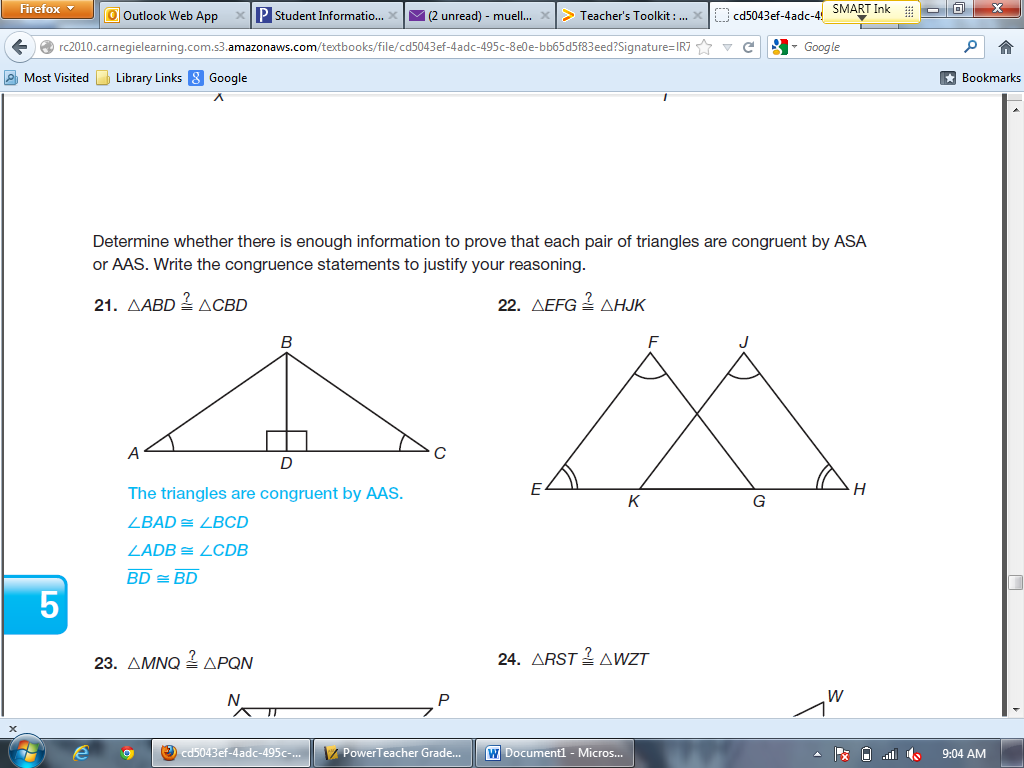 Firefox
Outlook Web App
Student Informatio...
(2 unread) - muell...
Teacher's Toolkit : ...
cd5043ef-4adc-49
SMART Ink
rc2010.carnegielearning.com.s3.amazonaws.com/textbooks/file/cd5043ef-4adc-495c-8e0e-bb65d5f83eed?Signature=IR7
Google
Most Visited
Library Links
Google
Bookmarks
Determine whether there is enough information to prove that each pair of triangles are congruent by ASA
or AAS. Write the congruence statements to justify your reasoning.
21. △ABD ≟ △CBD
B
A
D
C
The triangles are congruent by AAS.
∠BAD ≅ ∠BCD
∠ADB ≅ ∠CDB
BD ≅ BD
22. △EFG ≟ △HJK
F
J
E
K
G
H
5
23. △MNQ ≟ △PQN
N
P
24. △RST ≟ △WZT
W
x
cd5043ef-4adc-495c-...
PowerTeacher Grade...
Document1 - Micros...
9:04 AM